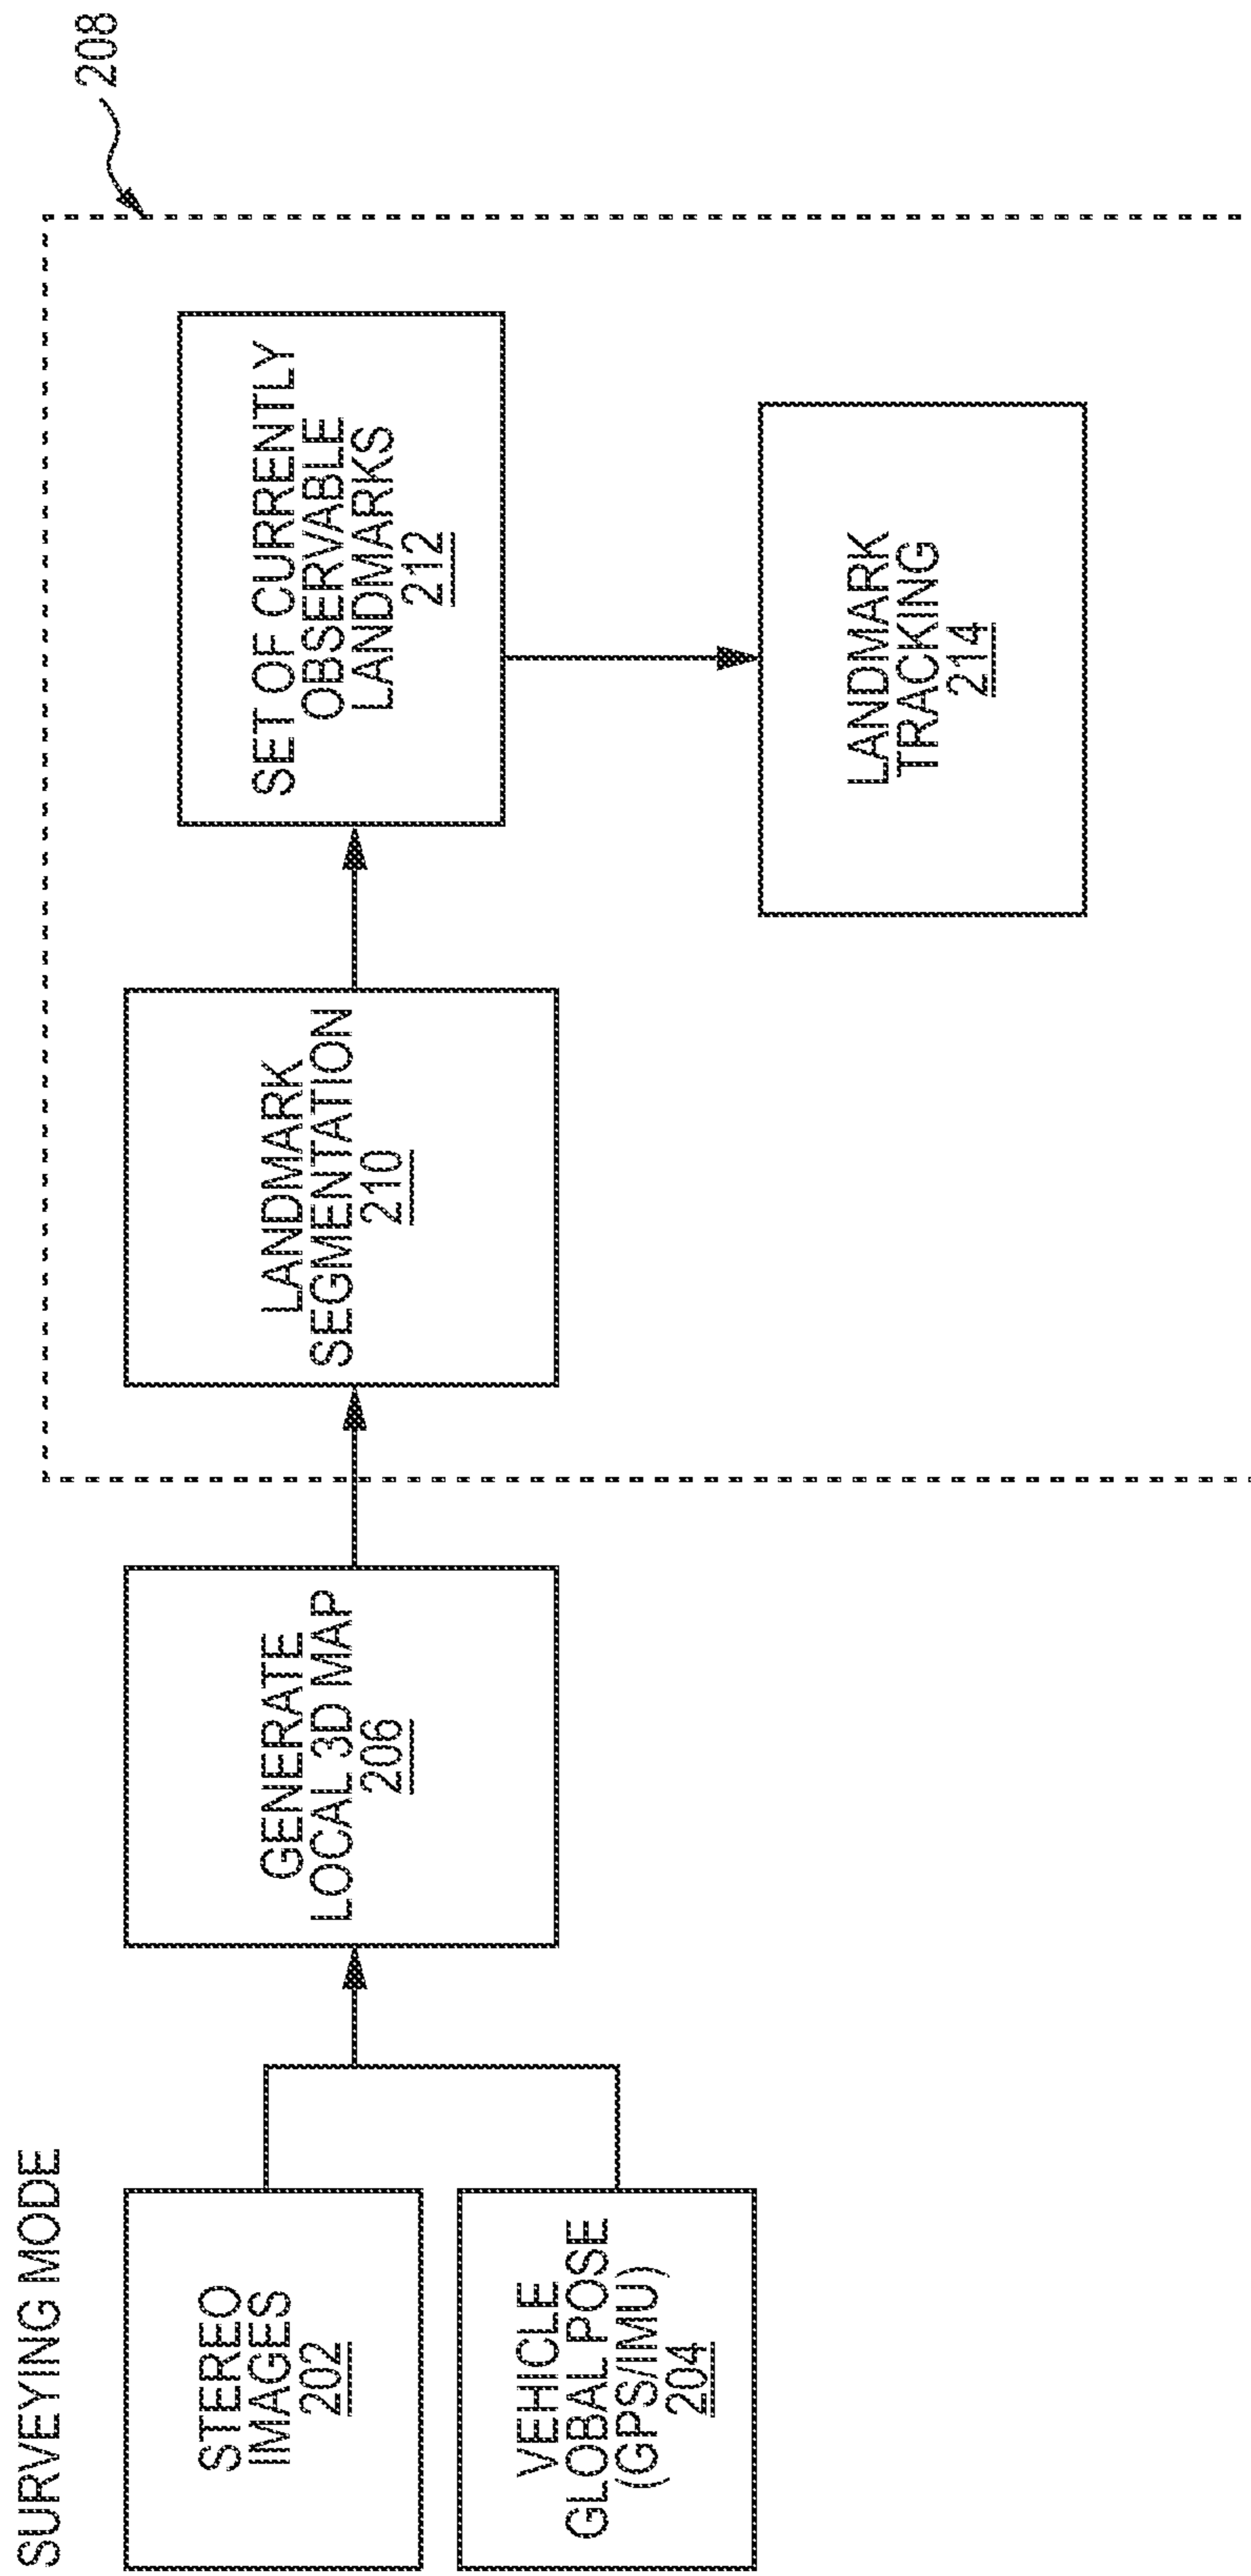 SURVEYING MODE
STEREO
IMAGES
202
VEHICLE
GLOBAL POSE
(GPS/IMU)
204
GENERATE
LOCAL 3D MAP
206
208
LANDMARK
SEGMENTATION
210
SET OF CURRENTLY
OBSERVABLE
LANDMARKS
212
LANDMARK
TRACKING
214